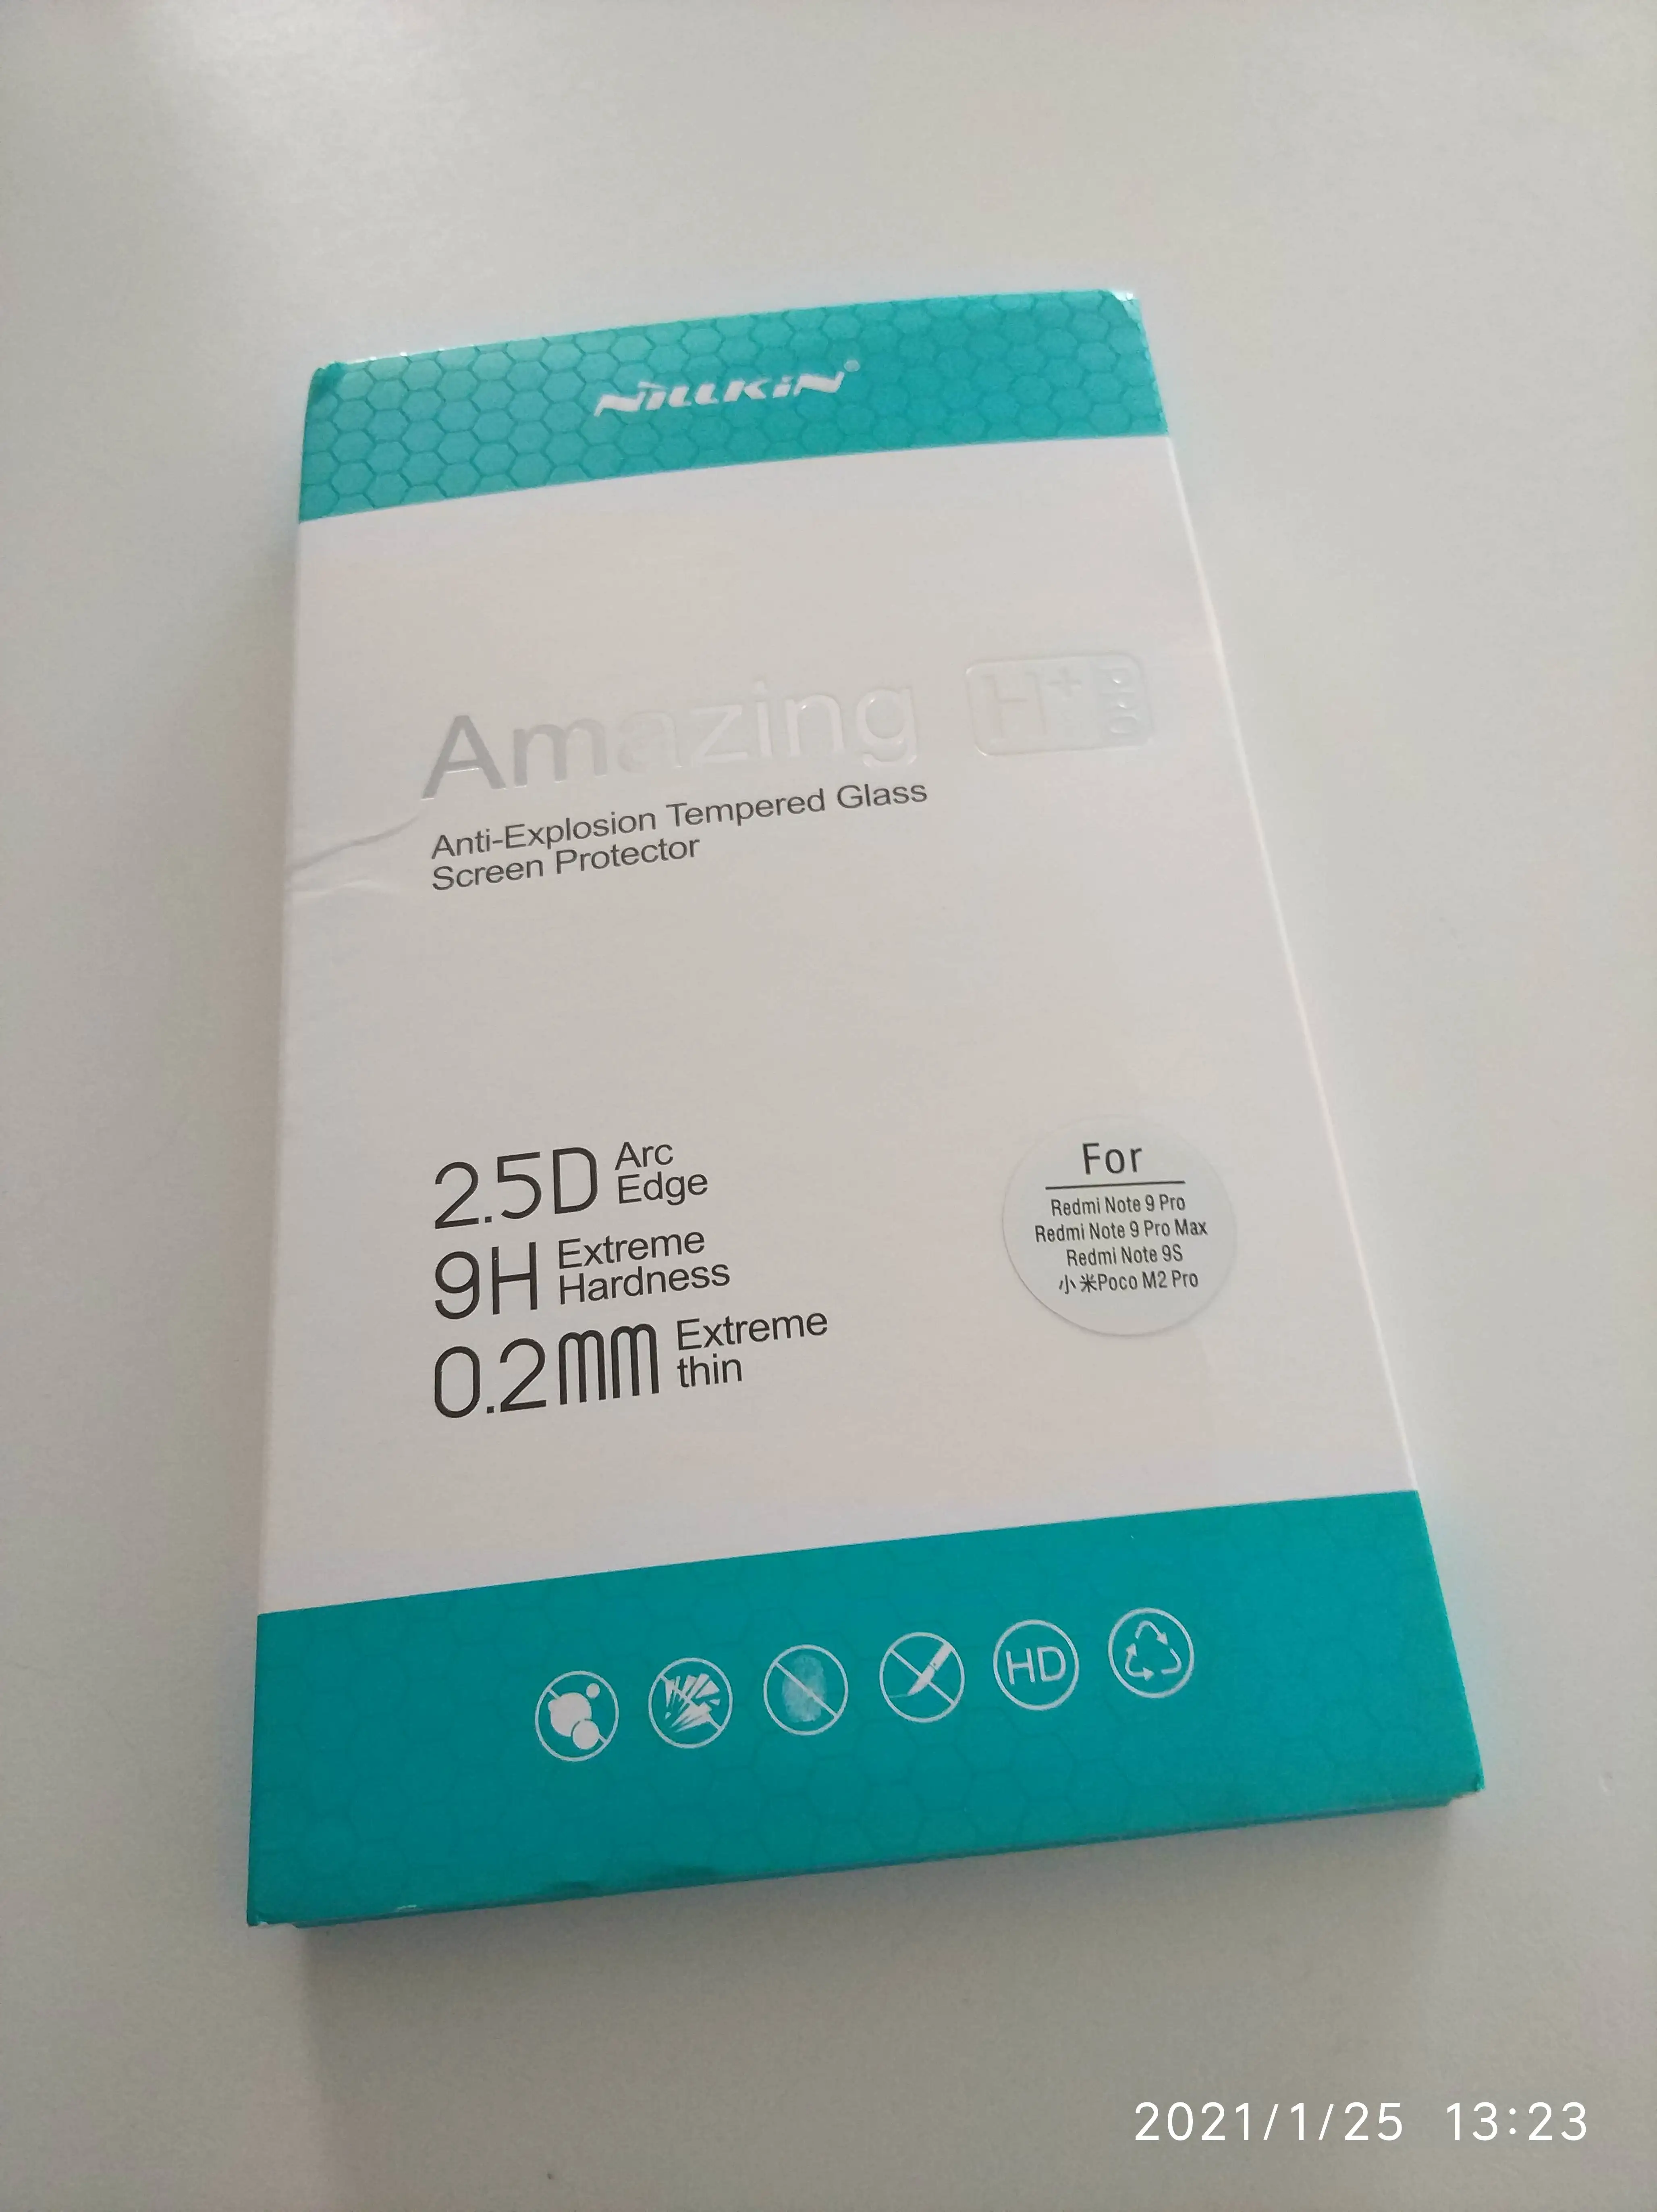 NILLKIN®
Amazing H+ PRO
Anti-Explosion Tempered Glass
Screen Protector
2.5D Arc Edge
9H Extreme Hardness
0.2mm Extreme thin
For
Redmi Note 9 Pro
Redmi Note 9 Pro Max
Redmi Note 9S
小米Poco M2 Pro
HD
2021/1/25 13:23